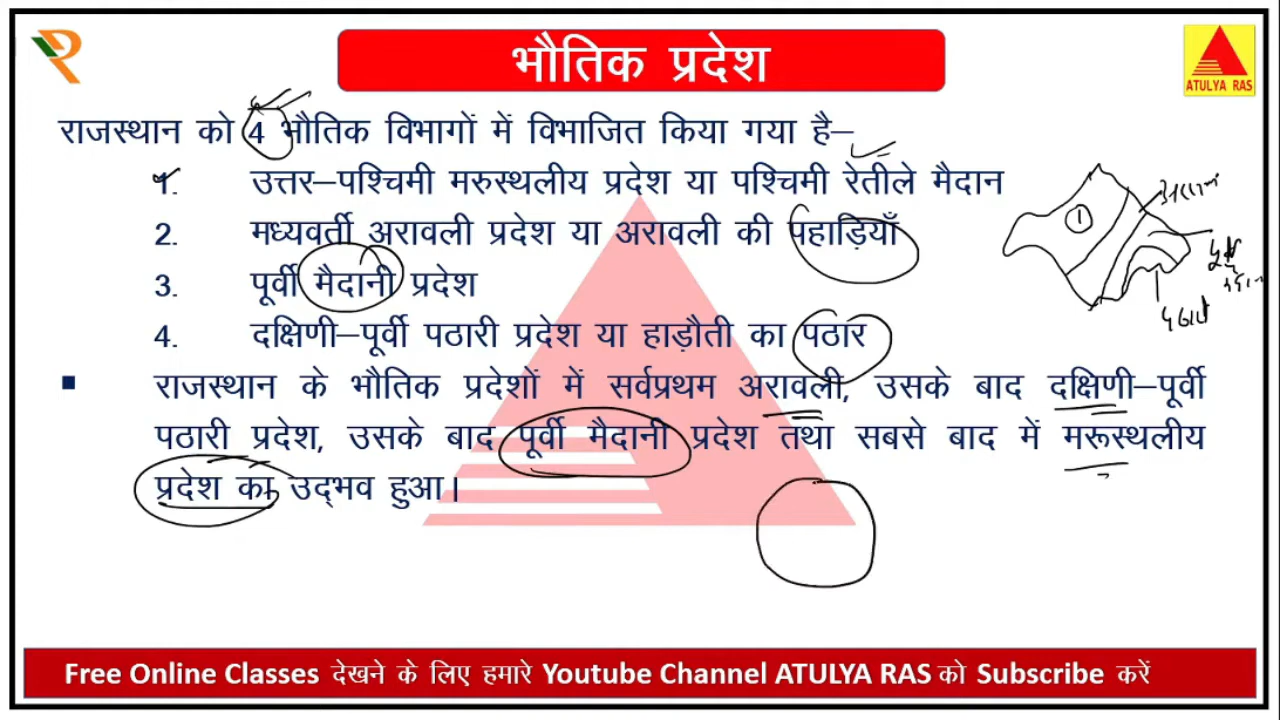 भौतिक प्रदेश
ATULYA RAS
राजस्थान को 4 भौतिक विभागों में विभाजित किया गया है–
1. उत्तर–पश्चिमी मरुस्थलीय प्रदेश या पश्चिमी रेतीले मैदान
2. मध्यवर्ती अरावली प्रदेश या अरावली की पहाड़ियाँ
3. पूर्वी मैदानी प्रदेश
4. दक्षिणी–पूर्वी पठारी प्रदेश या हाड़ौती का पठार
1
▪ राजस्थान के भौतिक प्रदेशों में सर्वप्रथम अरावली, उसके बाद दक्षिणी–पूर्वी
पठारी प्रदेश, उसके बाद पूर्वी मैदानी प्रदेश तथा सबसे बाद में मरूस्थलीय
प्रदेश का उद्भव हुआ।
Free Online Classes देखने के लिए हमारे Youtube Channel ATULYA RAS को Subscribe करें